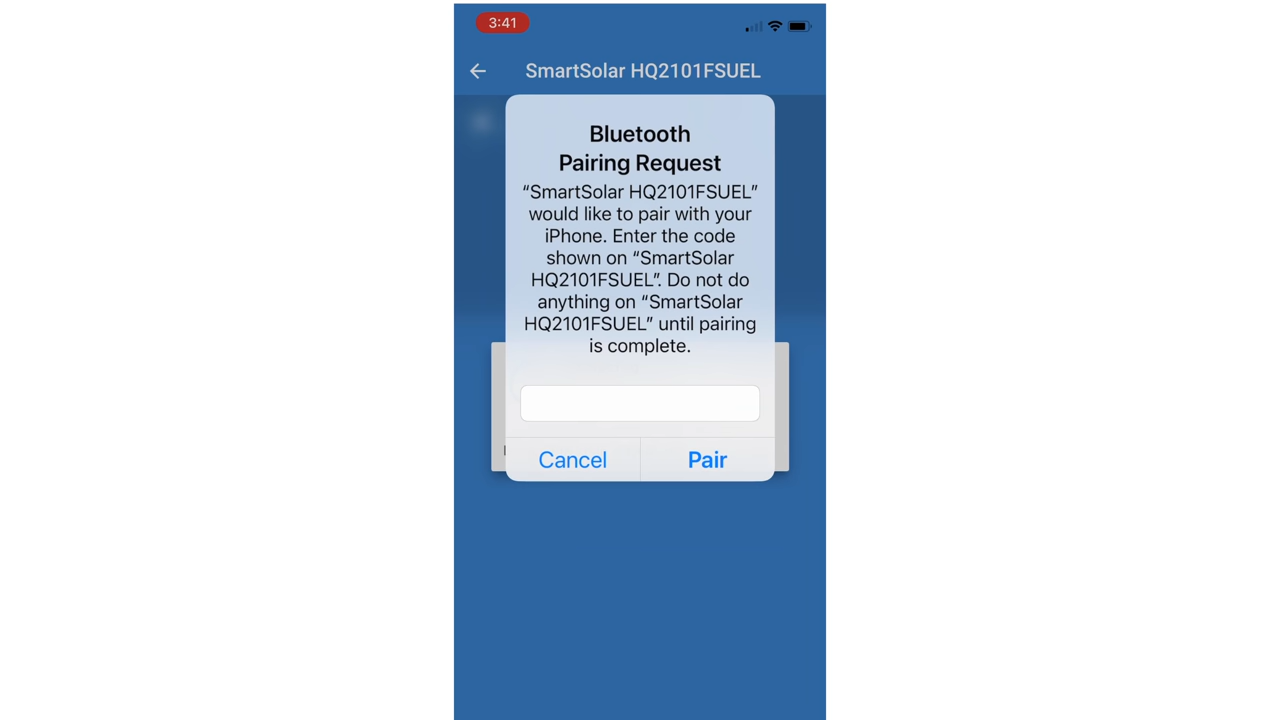 3:41
SmartSolar HQ2101FSUEL
Bluetooth
Pairing Request
“SmartSolar HQ2101FSUEL”
would like to pair with your
iPhone. Enter the code
shown on “SmartSolar
HQ2101FSUEL”. Do not do
anything on “SmartSolar
HQ2101FSUEL” until pairing
is complete.
Cancel
Pair